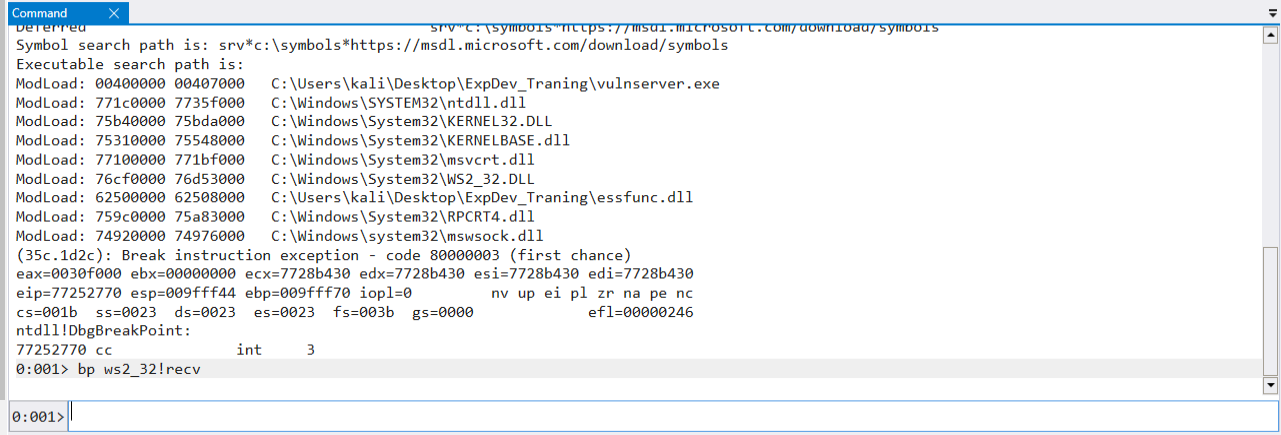 Command
Deferred srv*c:\symbols*https://msdl.microsoft.com/download/symbols
Symbol search path is: srv*c:\symbols*https://msdl.microsoft.com/download/symbols
Executable search path is:
ModLoad: 00400000 00407000   C:\Users\kali\Desktop\ExpDev_Traning\vulnserver.exe
ModLoad: 771c0000 7735f000   C:\Windows\SYSTEM32\ntdll.dll
ModLoad: 75b40000 75bda000   C:\Windows\System32\KERNEL32.DLL
ModLoad: 75310000 75548000   C:\Windows\System32\KERNELBASE.dll
ModLoad: 77100000 771bf000   C:\Windows\System32\msvcrt.dll
ModLoad: 76cf0000 76d53000   C:\Windows\System32\WS2_32.DLL
ModLoad: 62500000 62508000   C:\Users\kali\Desktop\ExpDev_Traning\essfunc.dll
ModLoad: 759c0000 75a83000   C:\Windows\System32\RPCRT4.dll
ModLoad: 74920000 74976000   C:\Windows\system32\mswsock.dll
(35c.1d2c): Break instruction exception - code 80000003 (first chance)
eax=0030f000 ebx=00000000 ecx=7728b430 edx=7728b430 esi=7728b430 edi=7728b430
eip=77252770 esp=009fff44 ebp=009fff70 iopl=0         nv up ei pl zr na pe nc
cs=001b  ss=0023  ds=0023  es=0023  fs=003b  gs=0000             efl=00000246
ntdll!DbgBreakPoint:
77252770 cc              int     3
0:001> bp ws2_32!recv
0:001>